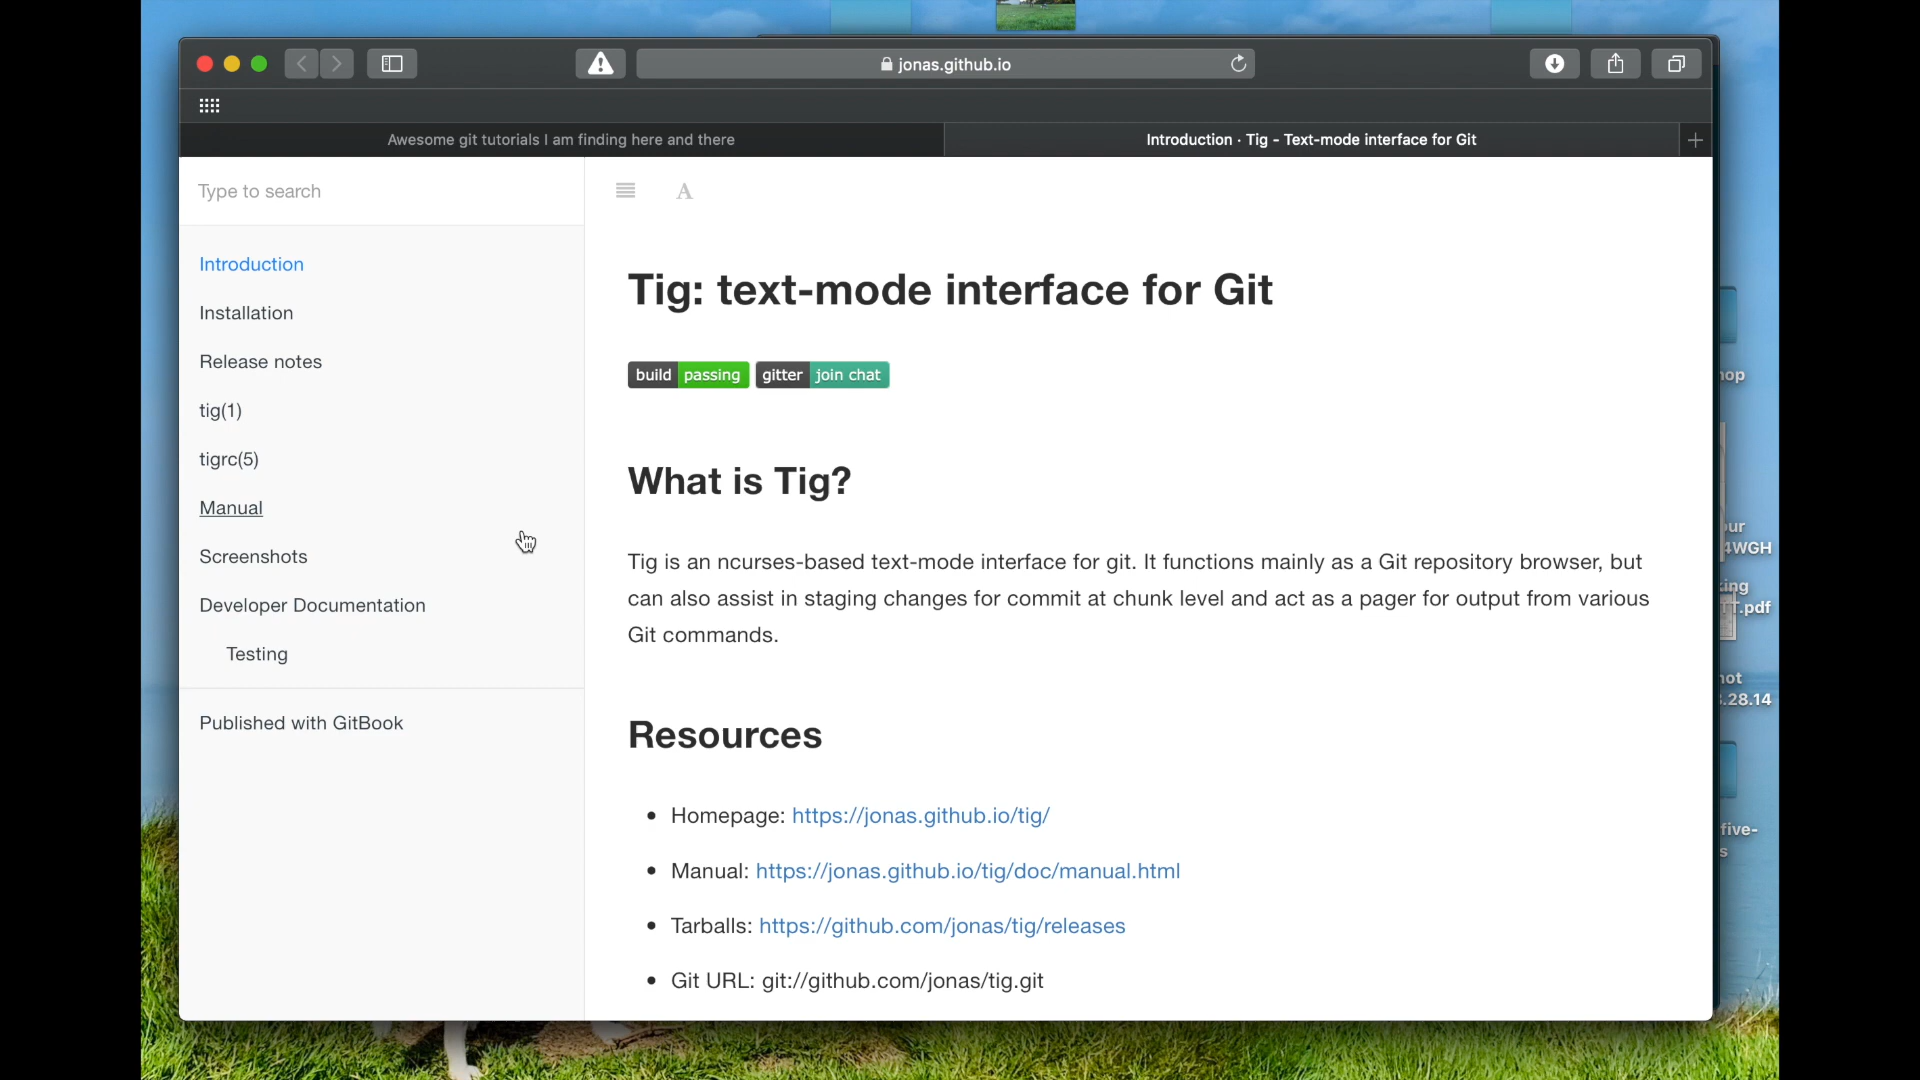 jonas.github.io
Awesome git tutorials I am finding here and there
Introduction · Tig - Text-mode interface for Git
Type to search
A
Introduction
Installation
Release notes
tig(1)
tigrc(5)
Manual
Screenshots
Developer Documentation
Testing
Published with GitBook
Tig: text-mode interface for Git
build passing gitter join chat
What is Tig?
Tig is an ncurses-based text-mode interface for git. It functions mainly as a Git repository browser, but
can also assist in staging changes for commit at chunk level and act as a pager for output from various
Git commands.
Resources
• Homepage: https://jonas.github.io/tig/
• Manual: https://jonas.github.io/tig/doc/manual.html
• Tarballs: https://github.com/jonas/tig/releases
• Git URL: git://github.com/jonas/tig.git
4WGH
.pdf
.28.14
five-